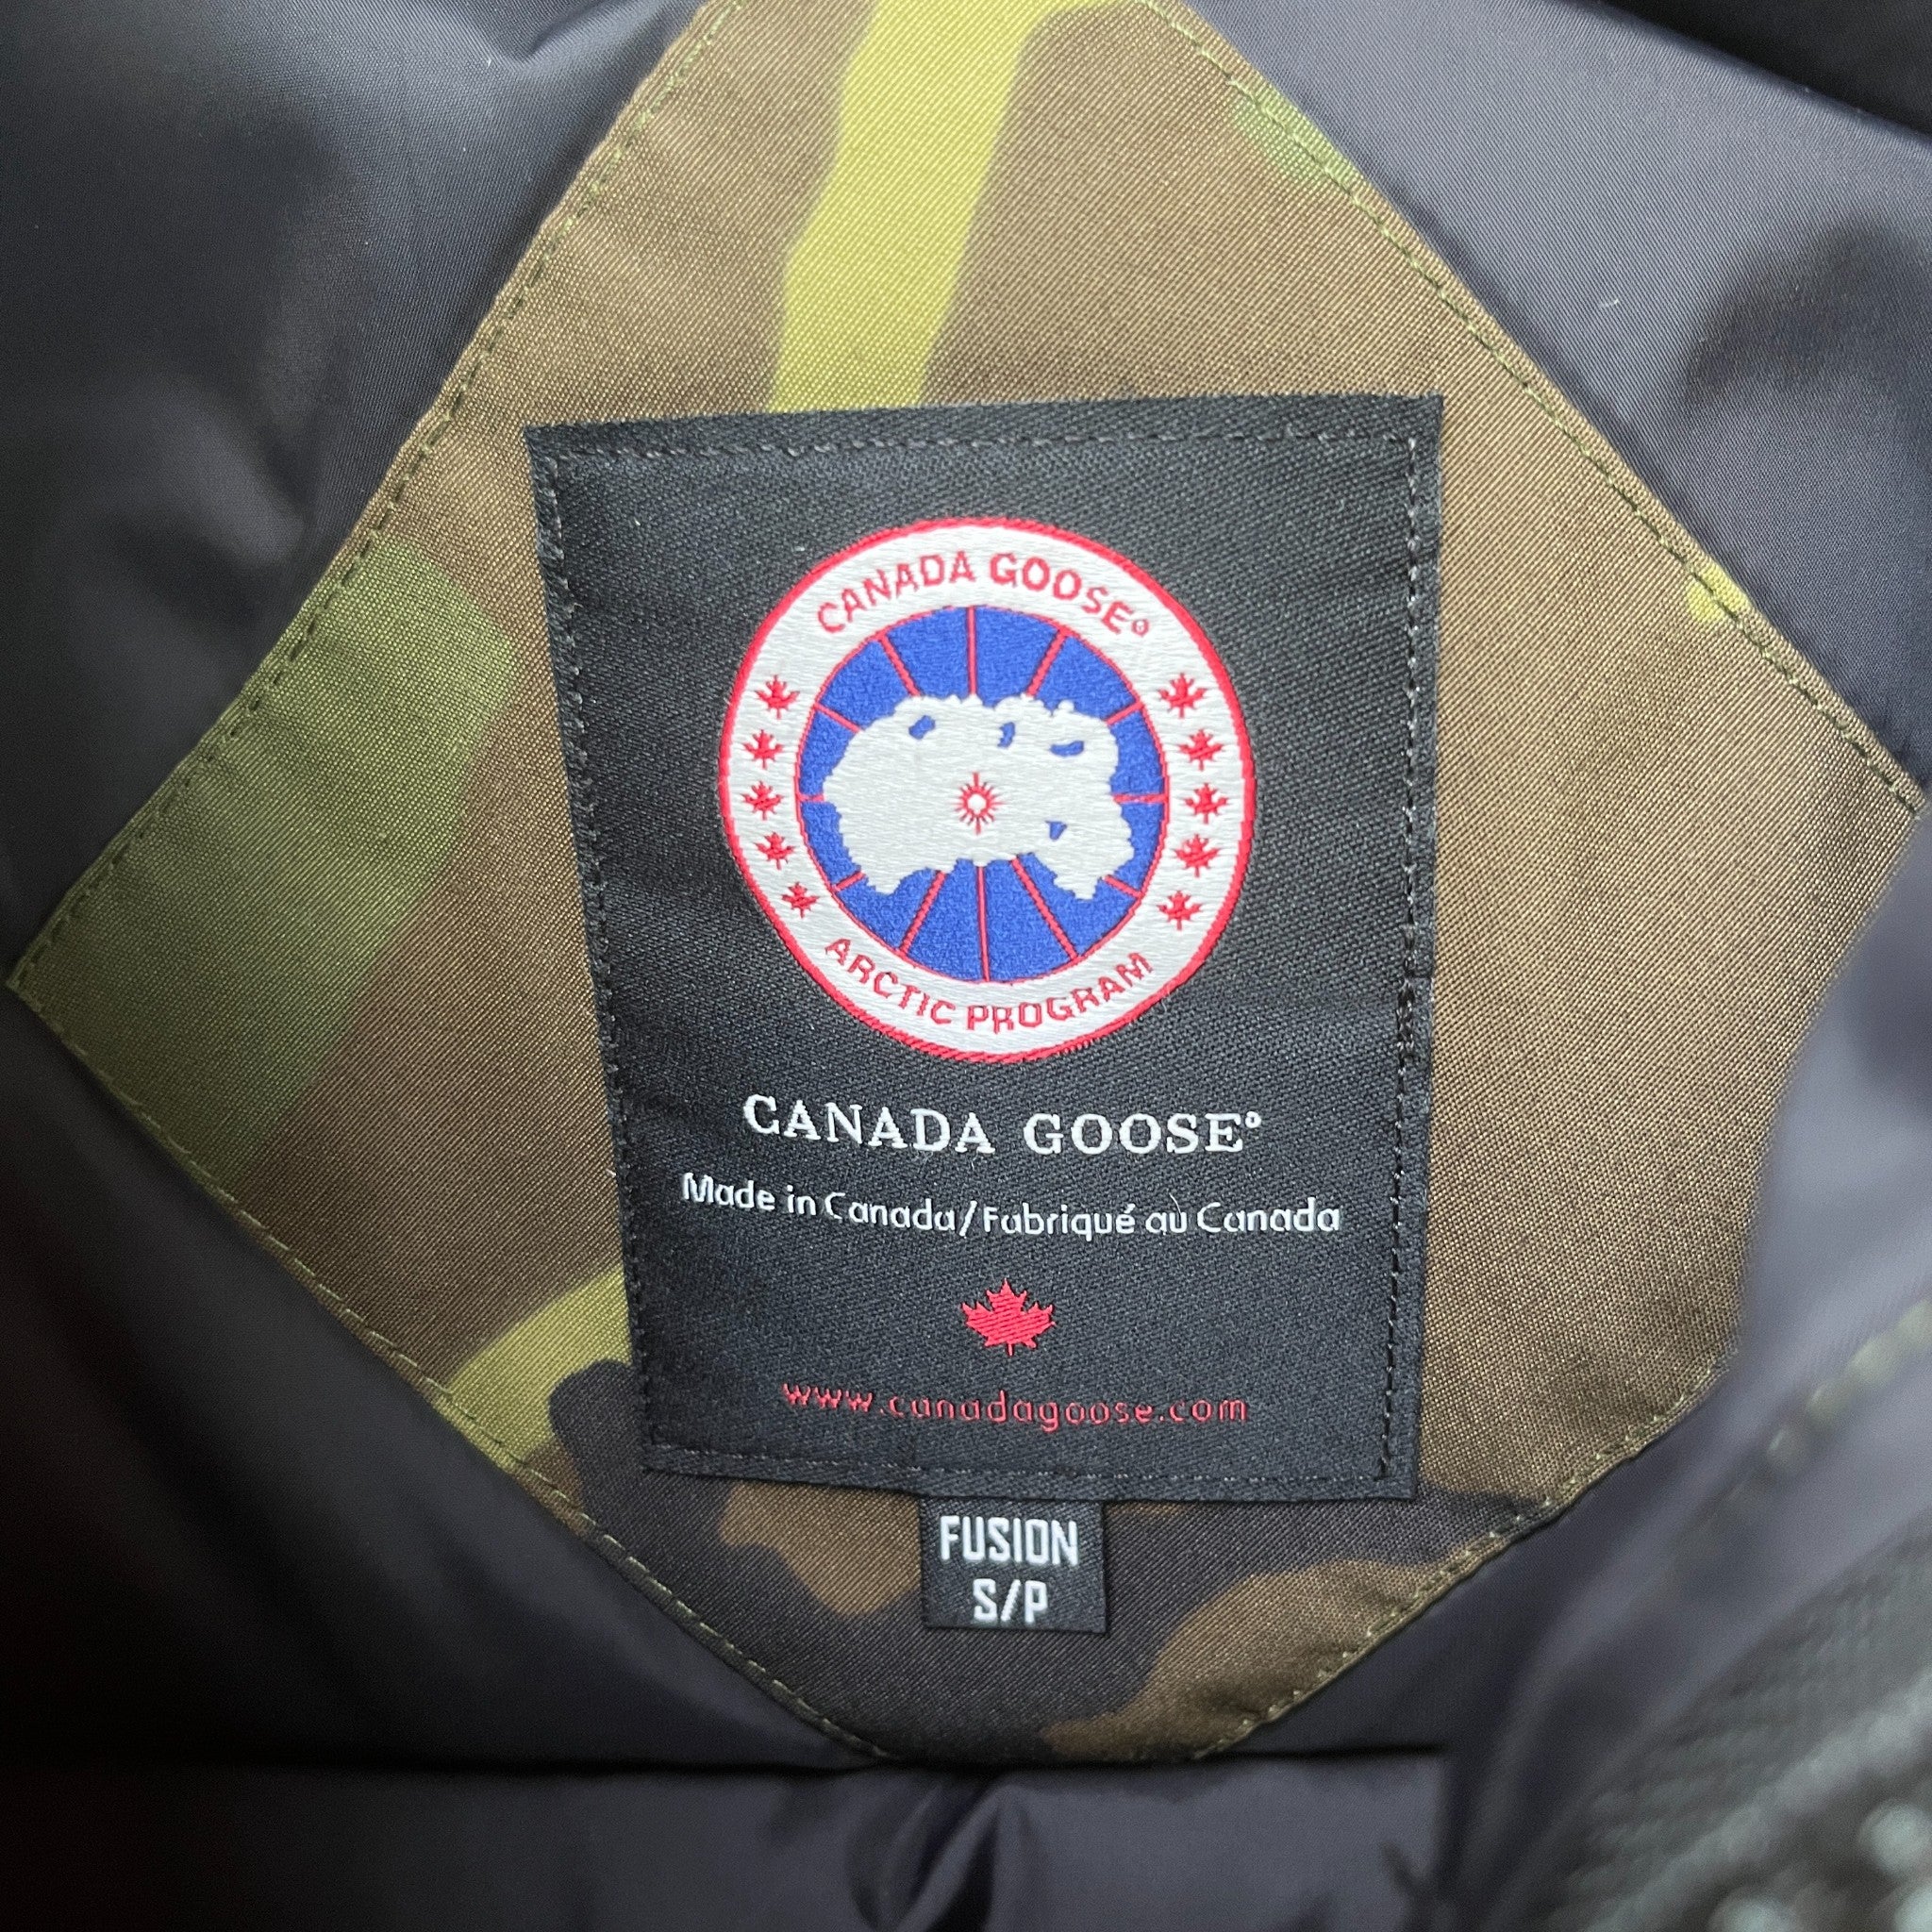 CANADA GOOSE®
ARCTIC PROGRAM
CANADA GOOSE®
Made in Canada/Fabriqué au Canada
www.canadagoose.com
FUSION
S/P